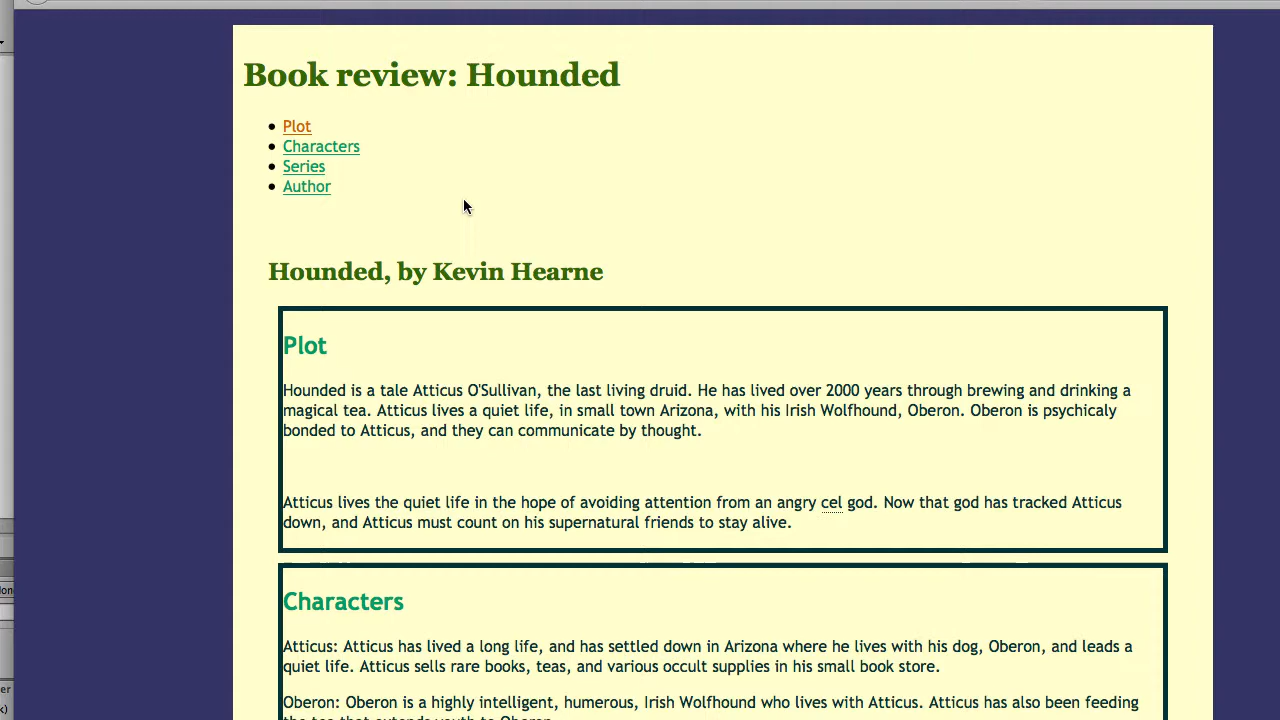 Book review: Hounded
Plot
Characters
Series
Author
Hounded, by Kevin Hearne
Plot
Hounded is a tale Atticus O'Sullivan, the last living druid. He has lived over 2000 years through brewing and drinking a
magical tea. Atticus lives a quiet life, in small town Arizona, with his Irish Wolfhound, Oberon. Oberon is psychicaly
bonded to Atticus, and they can communicate by thought.
Atticus lives the quiet life in the hope of avoiding attention from an angry cel god. Now that god has tracked Atticus
down, and Atticus must count on his supernatural friends to stay alive.
Characters
Atticus: Atticus has lived a long life, and has settled down in Arizona where he lives with his dog, Oberon, and leads a
quiet life. Atticus sells rare books, teas, and various occult supplies in his small book store.
Oberon: Oberon is a highly intelligent, humerous, Irish Wolfhound who lives with Atticus. Atticus has also been feeding
the tea that extends youth to Oberon.